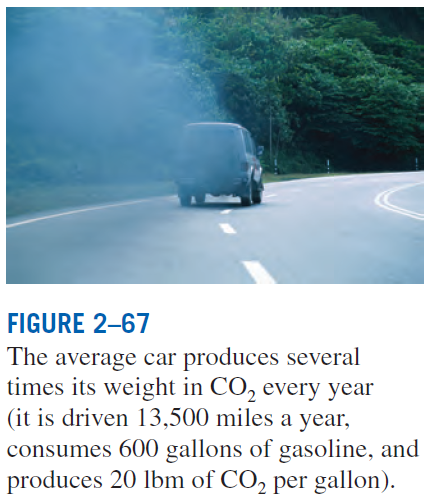 FIGURE 2–67
The average car produces several
times its weight in CO₂ every year
(it is driven 13,500 miles a year,
consumes 600 gallons of gasoline, and
produces 20 lbm of CO₂ per gallon).